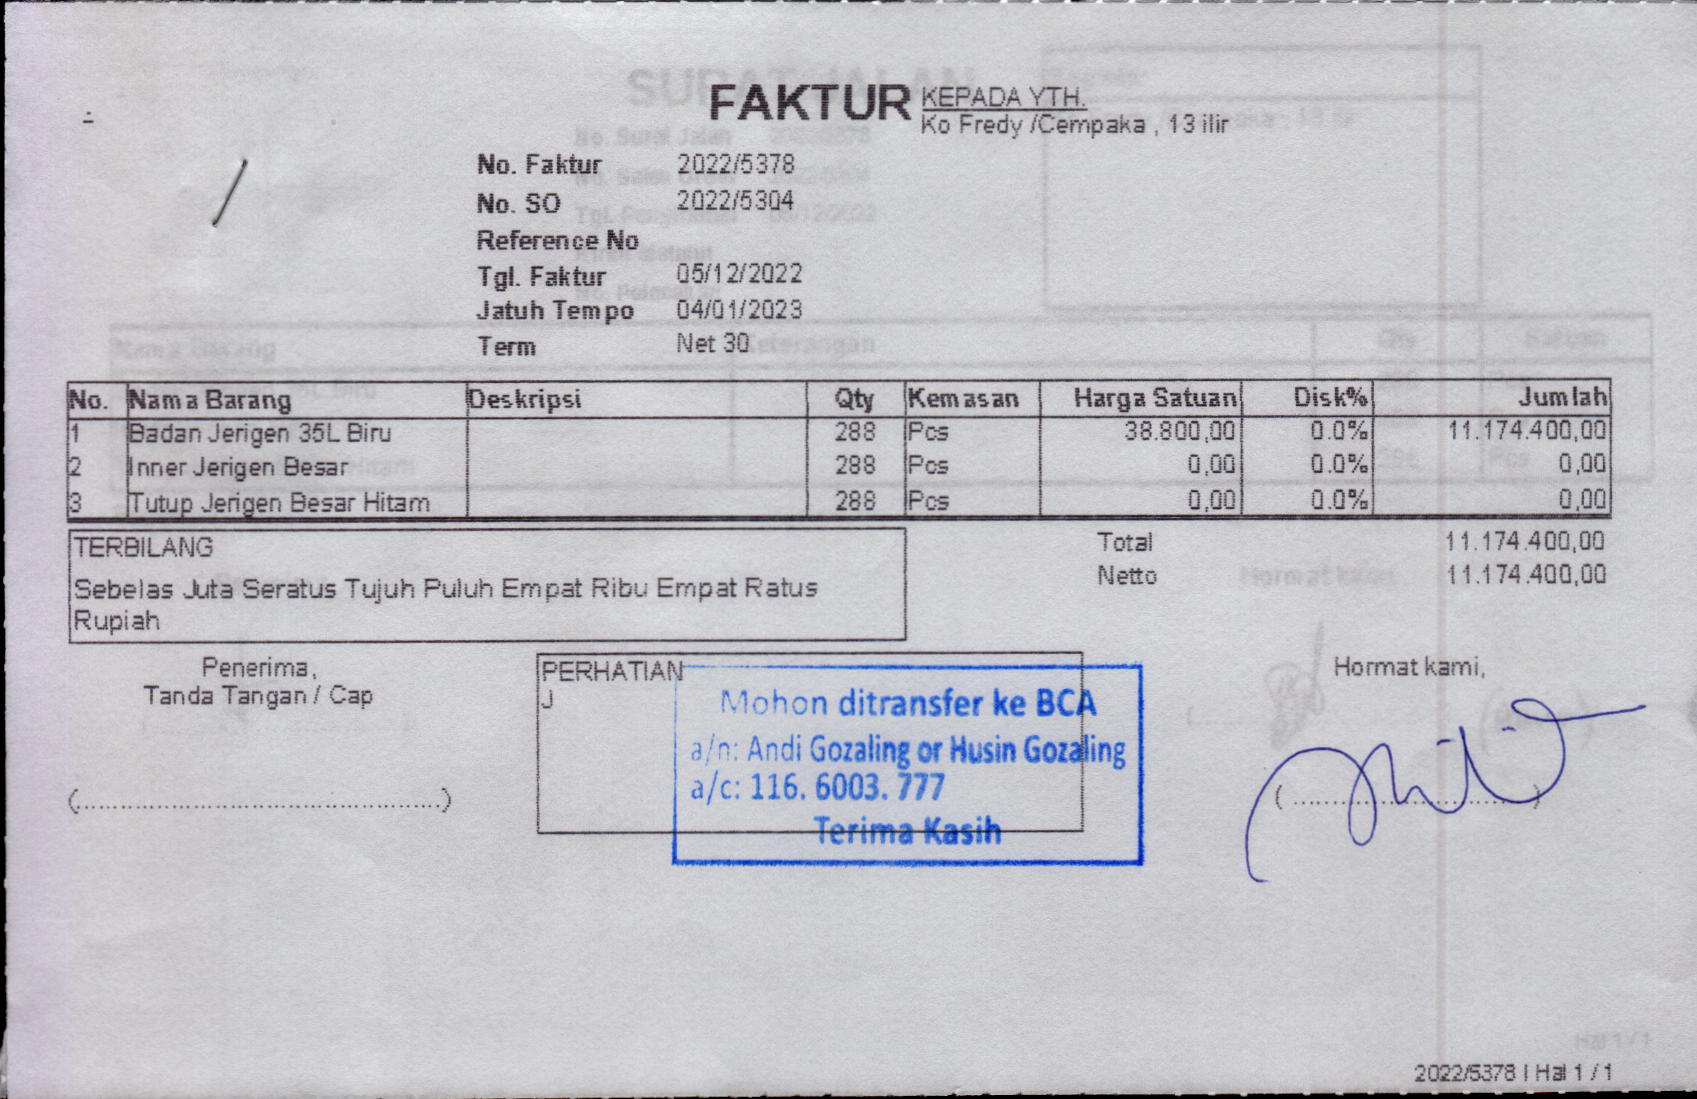 FAKTUR
KEPADA YTH.
Ko Fredy /Cempaka , 13 ilir
No. Faktur 2022/5378
No. SO 2022/5304
Reference No
Tgl. Faktur 05/12/2022
Jatuh Tempo 04/01/2023
Term Net 30
No. Nama Barang Deskripsi Qty Kemasan Harga Satuan Disk% Jumlah
1 Badan Jerigen 35L Biru 288 Pcs 38.800,00 0.0% 11.174.400,00
2 Inner Jerigen Besar 288 Pcs 0,00 0.0% 0,00
3 Tutup Jerigen Besar Hitam 288 Pcs 0,00 0.0% 0,00
TERBILANG
Sebelas Juta Seratus Tujuh Puluh Empat Ribu Empat Ratus
Rupiah
Total 11.174.400,00
Netto 11.174.400,00
Penerima,
Tanda Tangan / Cap
(............................................)
PERHATIAN
J
Mohon ditransfer ke BCA
a/n: Andi Gozaling or Husin Gozaling
a/c: 116. 6003. 777
Terima Kasih
Hormat kami,
(..............................)
2022/5378 | Hal 1 / 1